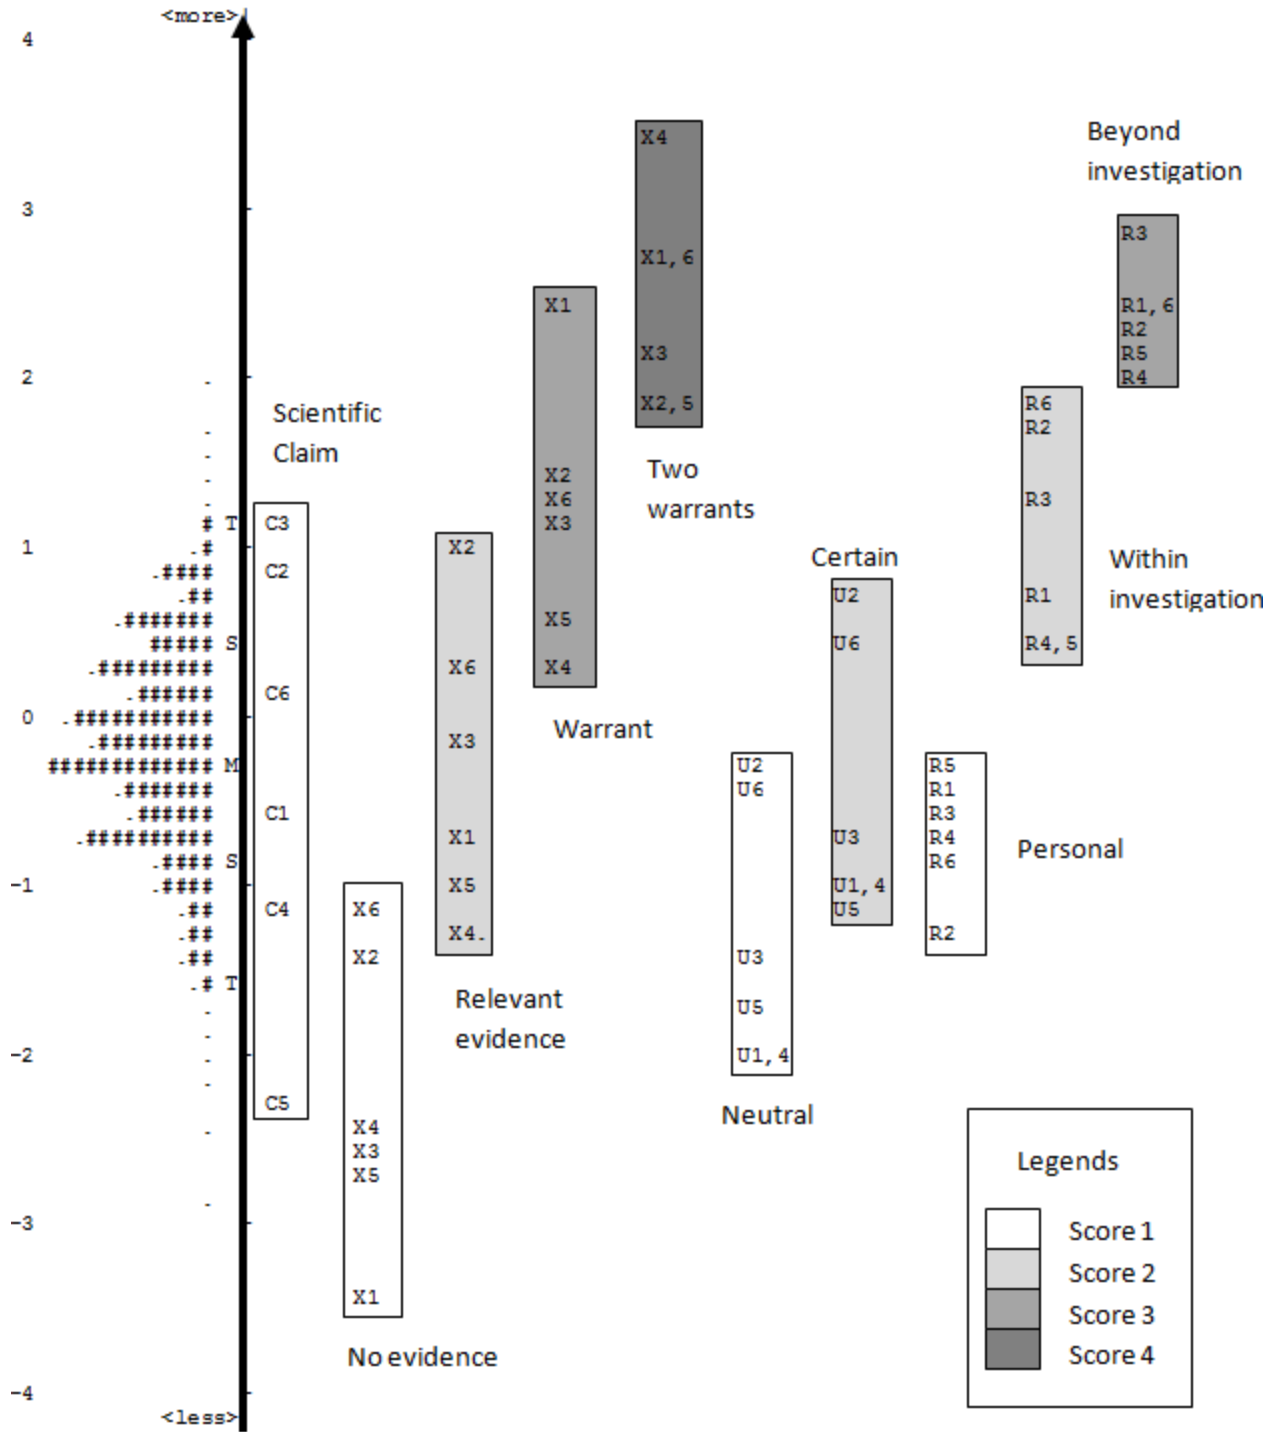 <more>
4
Beyond
X4
investigation
3
R3
X1,6
X1
R1,6
R2
X3
R5
2
R4
X2,5
R6
Scientific
R2
Claim
Two
X2
warrants
X6
R3
T
C3
X3
1
X2
Certain
Within
C2
investigation
U2
R1
X5
S
U6
R4,5
X6
X4
C6
0
Warrant
X3
M
U2
R5
U6
R1
C1
R3
X1
U3
R4
Personal
S
R6
-1
X5
U1,4
C4
X6
U5
X4.
R2
X2
U3
T
Relevant
U5
evidence
-2
U1,4
C5
Neutral
X4
X3
Legends
X5
-3
Score 1
Score 2
X1
Score 3
No evidence
Score 4
-4
<less>